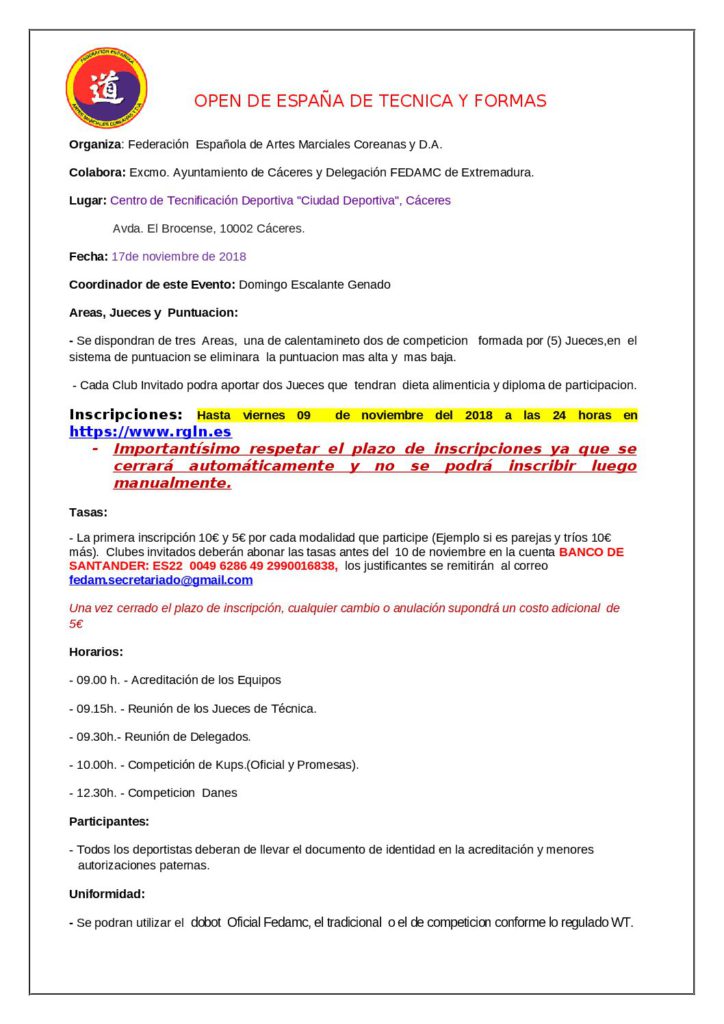 FEDERACIÓN ESPAÑOLA
道
ARTES MARCIALES COREANAS Y D.A.
OPEN DE ESPAÑA DE TECNICA Y FORMAS
Organiza: Federación Española de Artes Marciales Coreanas y D.A.
Colabora: Excmo. Ayuntamiento de Cáceres y Delegación FEDAMC de Extremadura.
Lugar: Centro de Tecnificación Deportiva "Ciudad Deportiva", Cáceres
Avda. El Brocense, 10002 Cáceres.
Fecha: 17de noviembre de 2018
Coordinador de este Evento: Domingo Escalante Genado
Areas, Jueces y Puntuacion:
- Se dispondran de tres Areas, una de calentamineto dos de competicion formada por (5) Jueces,en el
sistema de puntuacion se eliminara la puntuacion mas alta y mas baja.
- Cada Club Invitado podra aportar dos Jueces que tendran dieta alimenticia y diploma de participacion.
Inscripciones: Hasta viernes 09 de noviembre del 2018 a las 24 horas en
https://www.rgln.es
- Importantísimo respetar el plazo de inscripciones ya que se
cerrará automáticamente y no se podrá inscribir luego
manualmente.
Tasas:
- La primera inscripción 10€ y 5€ por cada modalidad que participe (Ejemplo si es parejas y tríos 10€
más). Clubes invitados deberán abonar las tasas antes del 10 de noviembre en la cuenta BANCO DE
SANTANDER: ES22 0049 6286 49 2990016838, los justificantes se remitirán al correo
fedam.secretariado@gmail.com
Una vez cerrado el plazo de inscripción, cualquier cambio o anulación supondrá un costo adicional de
5€
Horarios:
- 09.00 h. - Acreditación de los Equipos
- 09.15h. - Reunión de los Jueces de Técnica.
- 09.30h.- Reunión de Delegados.
- 10.00h. - Competición de Kups.(Oficial y Promesas).
- 12.30h. - Competicion Danes
Participantes:
- Todos los deportistas deberan de llevar el documento de identidad en la acreditación y menores
autorizaciones paternas.
Uniformidad:
- Se podran utilizar el dobot Oficial Fedamc, el tradicional o el de competicion conforme lo regulado WT.